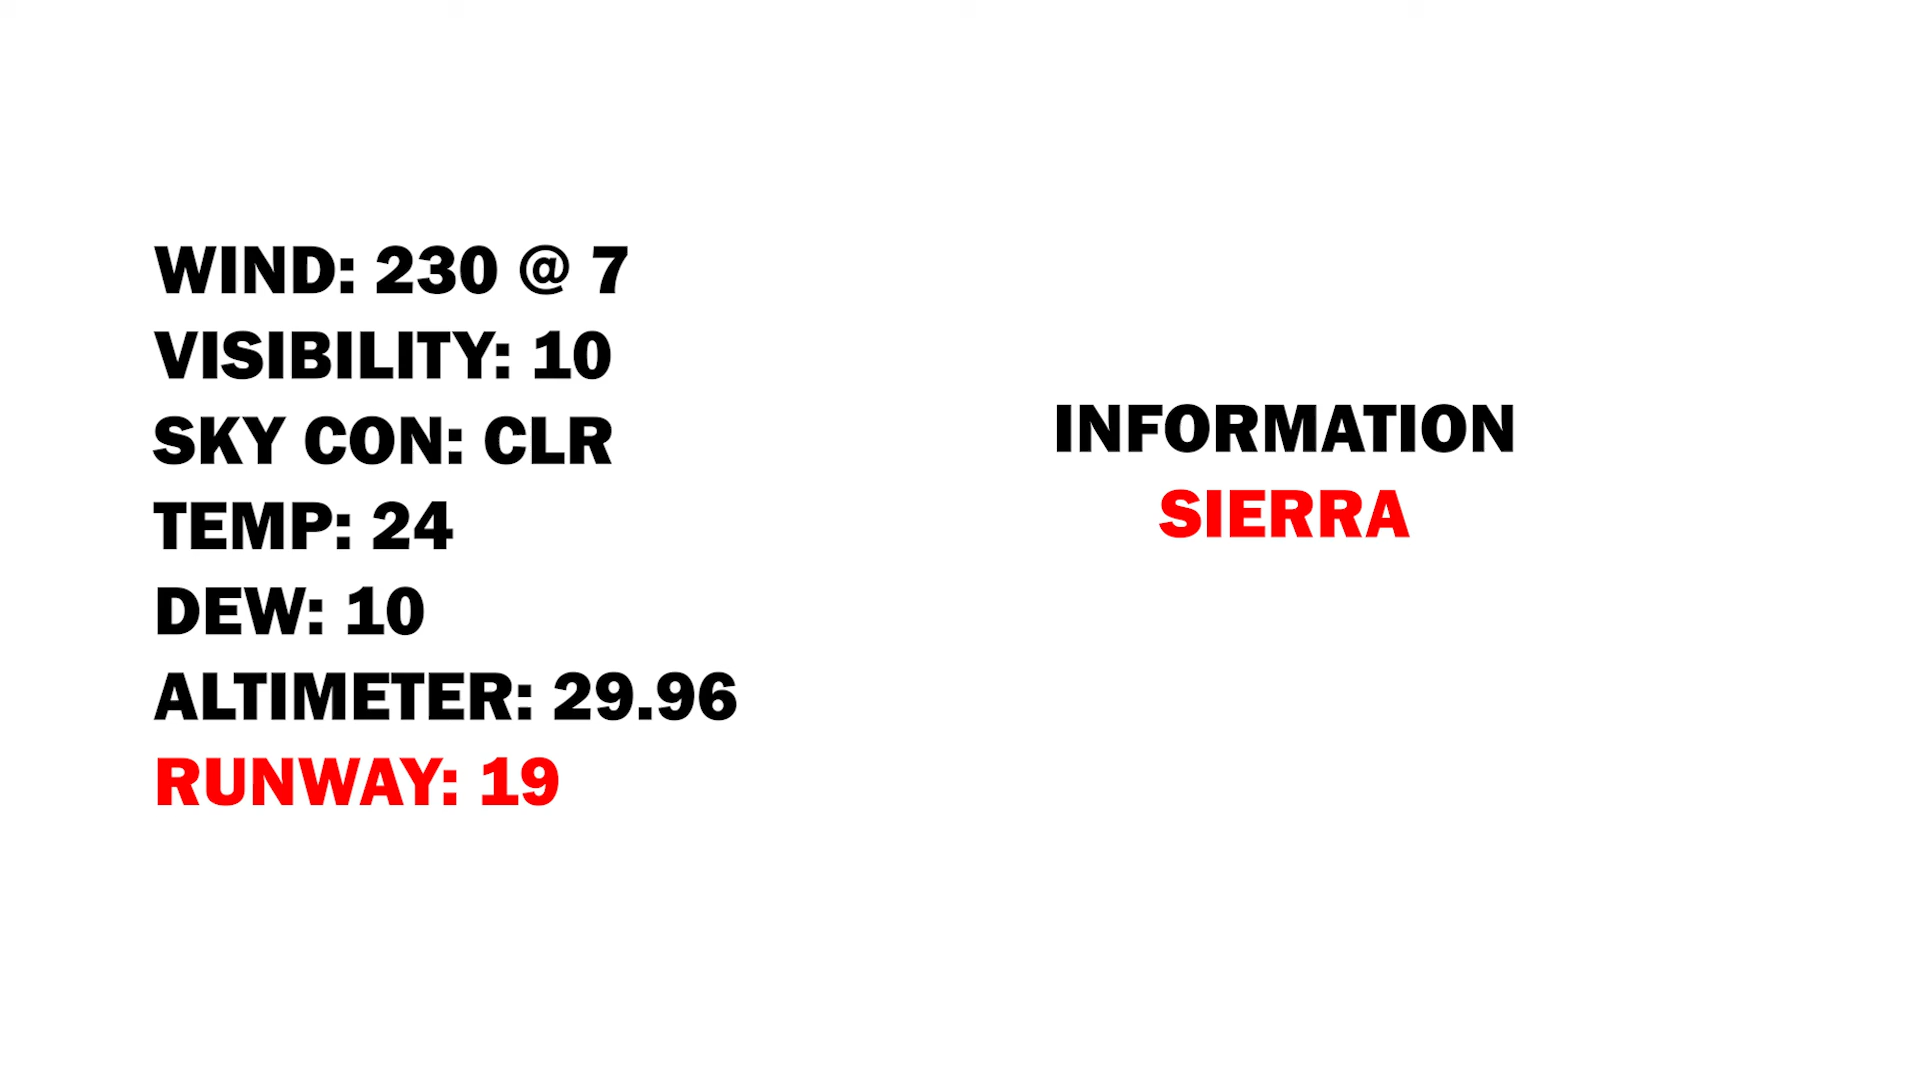 WIND: 230 @ 7
VISIBILITY: 10
SKY CON: CLR
TEMP: 24
DEW: 10
ALTIMETER: 29.96
RUNWAY: 19
INFORMATION
SIERRA